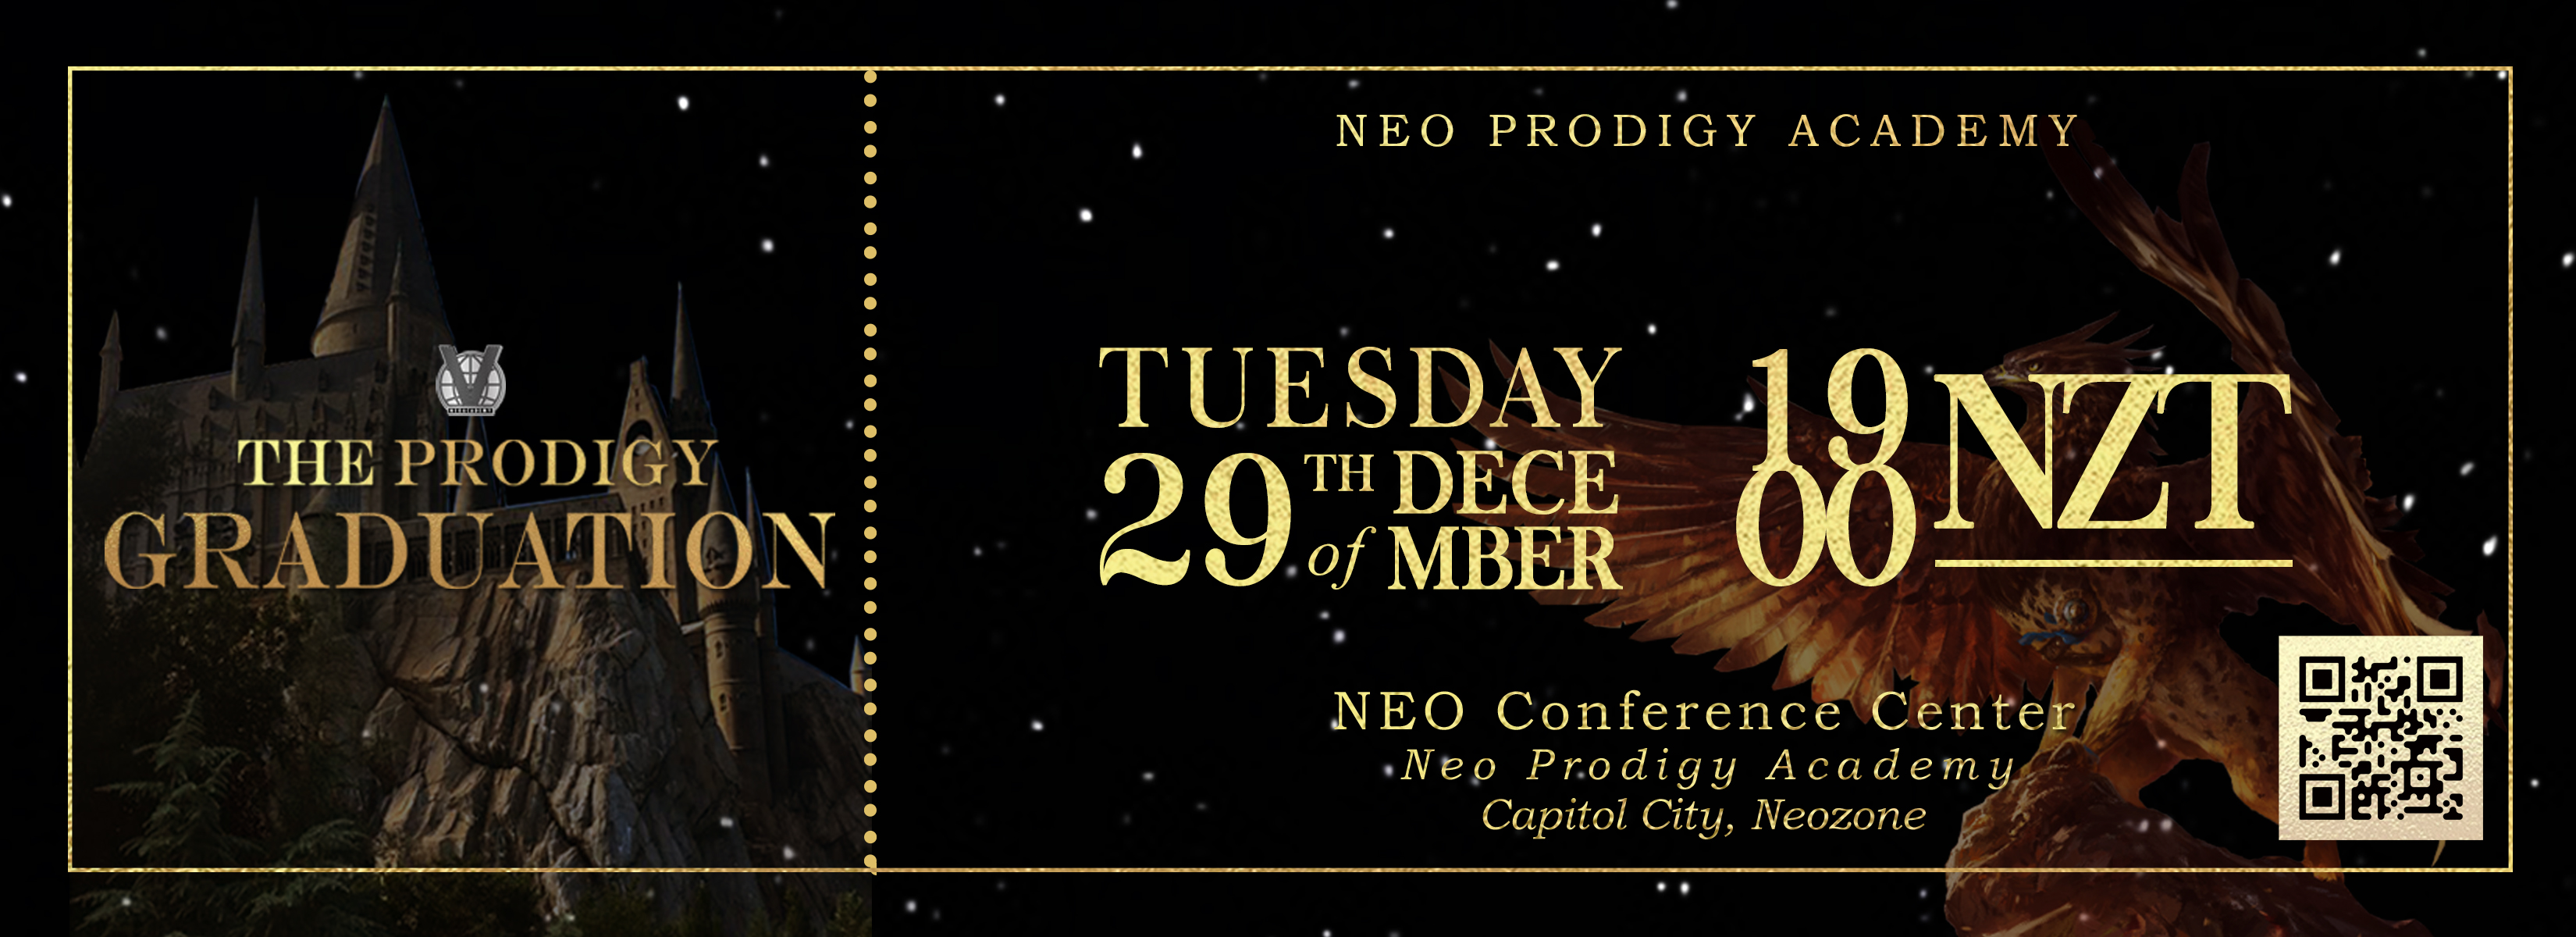 THE PRODIGY
GRADUATION
NEO PRODIGY ACADEMY
TUESDAY
29TH of DECE
MBER
19
00 NZT
NEO Conference Center
Neo Prodigy Academy
Capitol City, Neozone